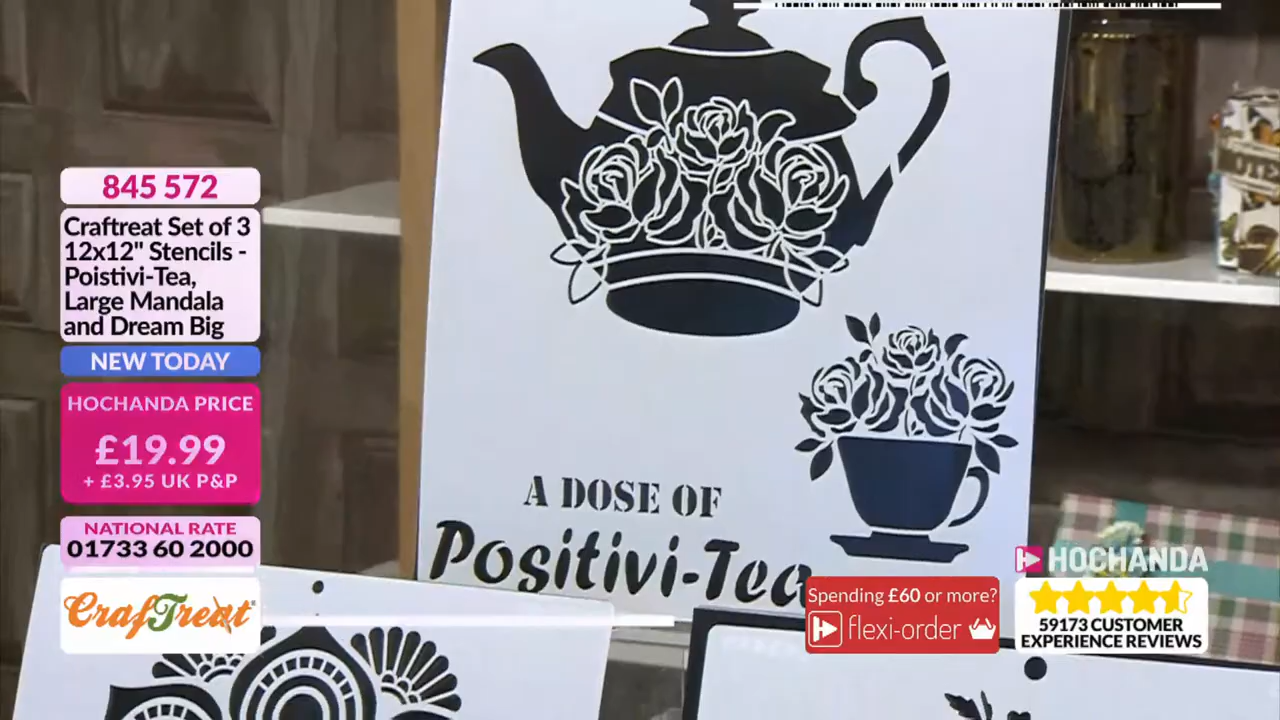 845 572
Craftreat Set of 3
12x12" Stencils -
Poistivi-Tea,
Large Mandala
and Dream Big
NEW TODAY
HOCHANDA PRICE
£19.99
+ £3.95 UK P&P
NATIONAL RATE
01733 60 2000
CrafTreat
A DOSE OF
Positivi-Tea
Spending £60 or more?
flexi-order
HOCHANDA
59173 CUSTOMER
EXPERIENCE REVIEWS